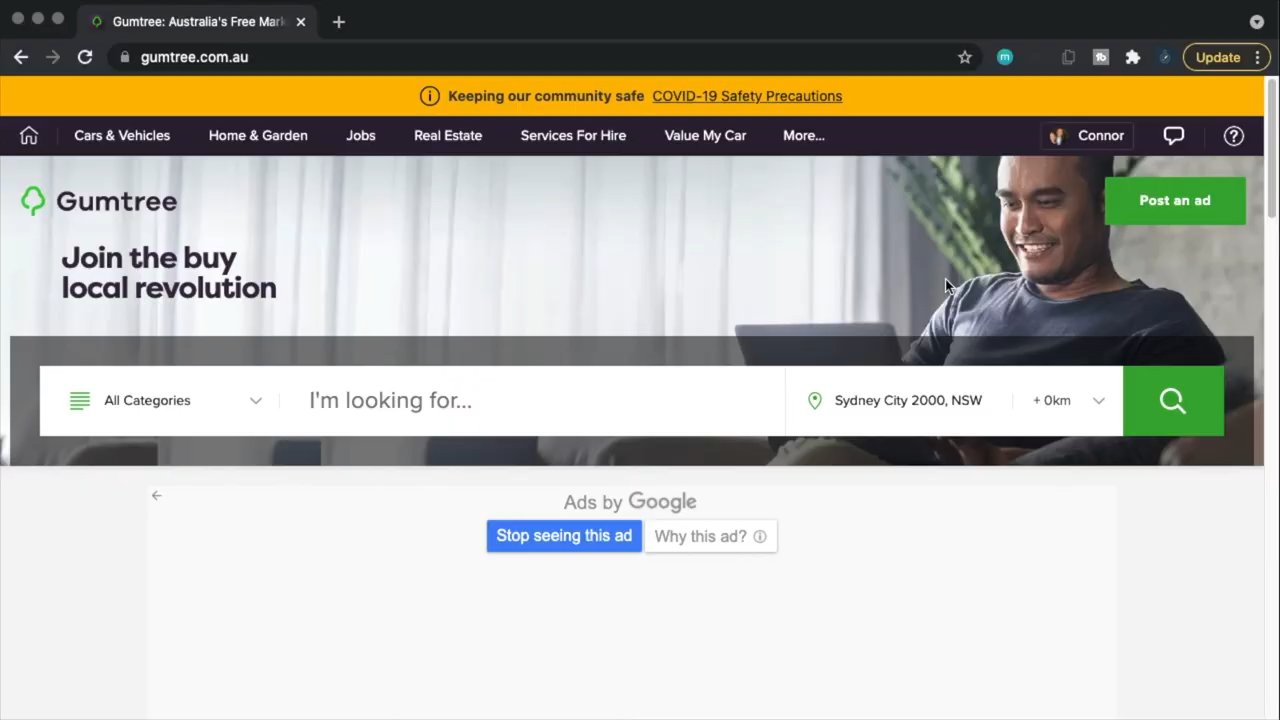 Gumtree: Australia's Free Mark
gumtree.com.au
Update
Keeping our community safe COVID-19 Safety Precautions
Cars & Vehicles Home & Garden Jobs Real Estate Services For Hire Value My Car More... Connor
Gumtree
Post an ad
Join the buy
local revolution
All Categories I'm looking for... Sydney City 2000, NSW + 0km
Ads by Google
Stop seeing this ad Why this ad?